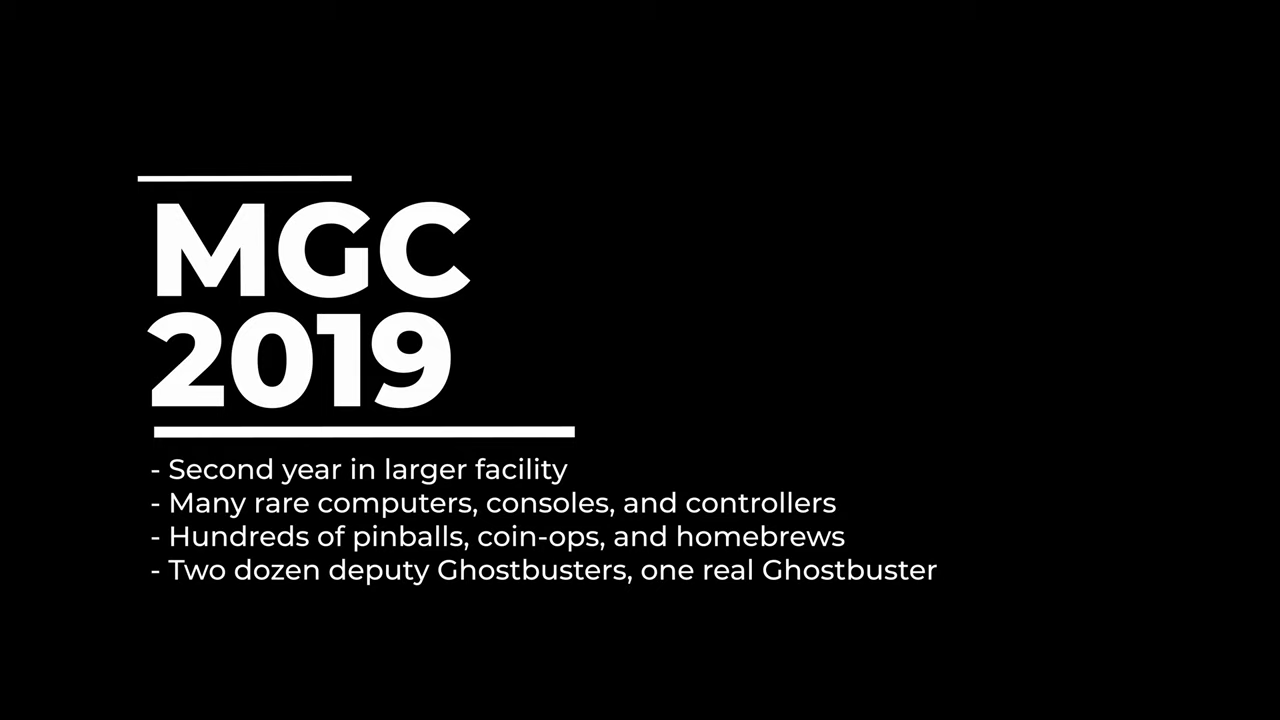 MGC
2019
- Second year in larger facility
- Many rare computers, consoles, and controllers
- Hundreds of pinballs, coin-ops, and homebrews
- Two dozen deputy Ghostbusters, one real Ghostbuster